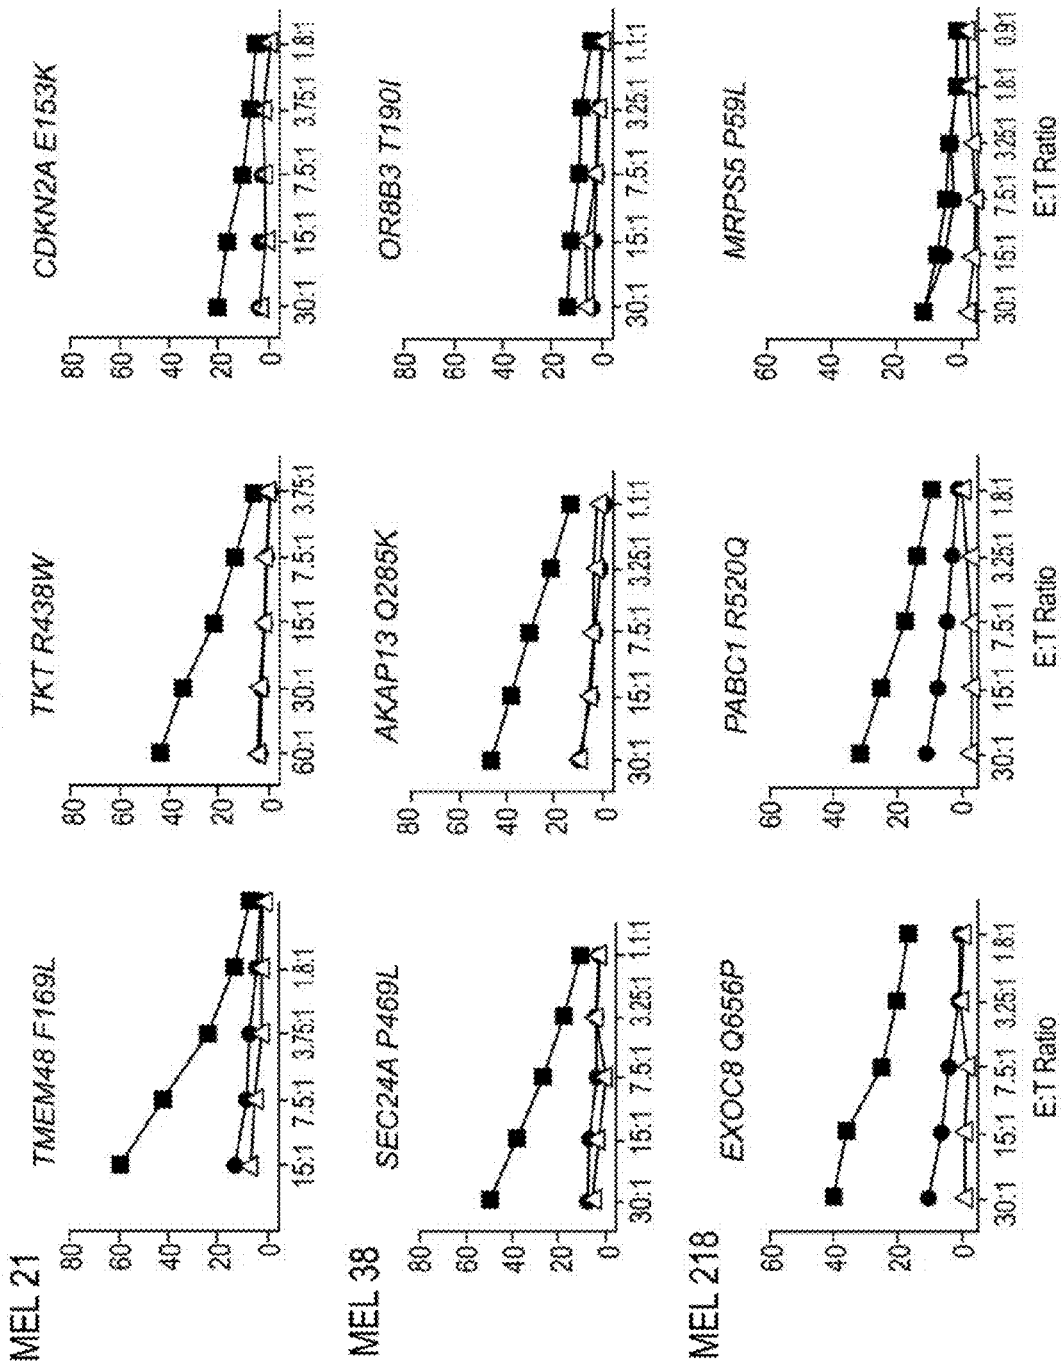 MEL 21
TMEM48 F169L
80
60
40
20
0
15:1 7.5:1 3.75:1 1.8:1
TKT R438W
80
60
40
20
0
60:1 30:1 15:1 7.5:1 3.75:1
CDKN2A E153K
80
60
40
20
0
30:1 15:1 7.5:1 3.75:1 1.8:1
MEL 38
SEC24A P469L
80
60
40
20
0
30:1 15:1 7.5:1 3.25:1 1.1:1
AKAP13 Q285K
80
60
40
20
0
30:1 15:1 7.5:1 3.25:1 1.1:1
OR8B3 T190I
80
60
40
20
0
30:1 15:1 7.5:1 3.25:1 1.1:1
MEL 218
EXOC8 Q656P
60
40
20
0
30:1 15:1 7.5:1 3.25:1 1.8:1
E:T Ratio
PABC1 R520Q
60
40
20
0
30:1 15:1 7.5:1 3.25:1 1.8:1
E:T Ratio
MRPS5 P59L
60
40
20
0
30:1 15:1 7.5:1 3.25:1 1.8:1 0.9:1
E:T Ratio